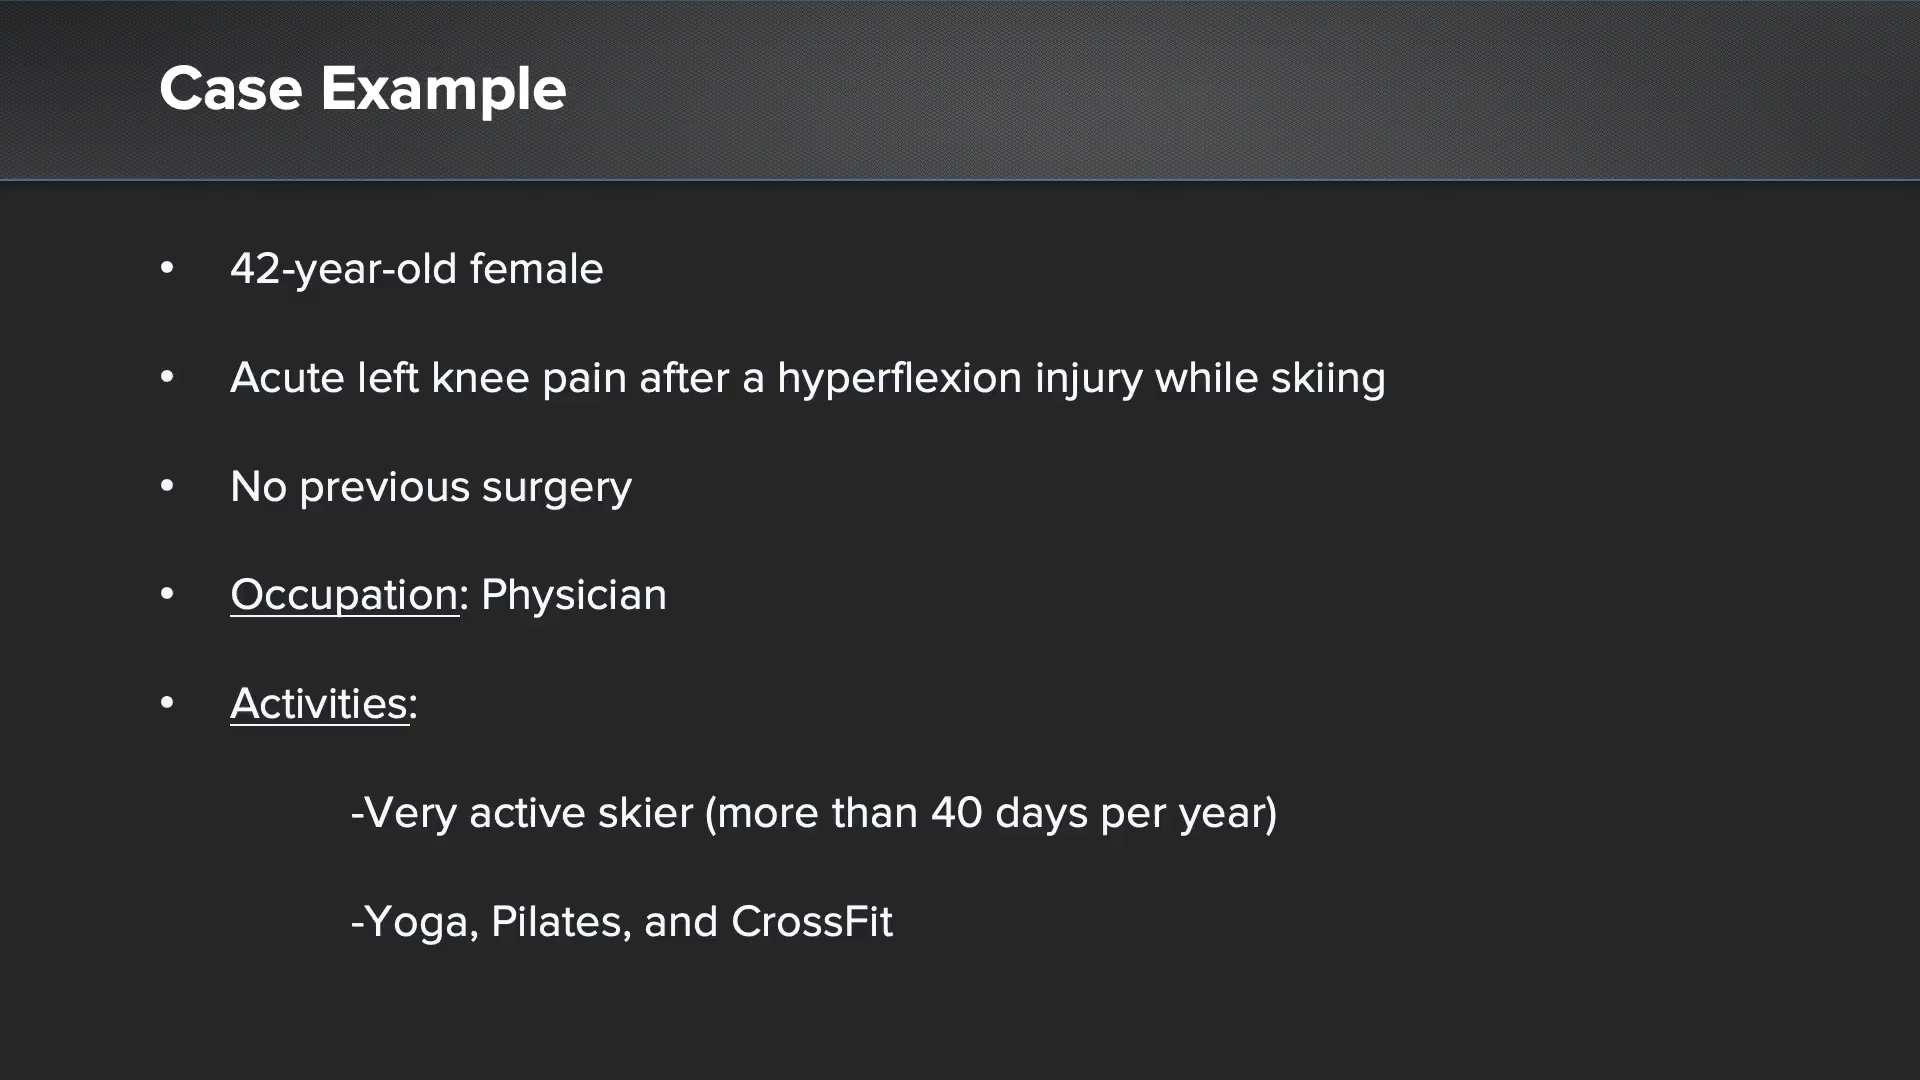 Case Example
• 42-year-old female
• Acute left knee pain after a hyperflexion injury while skiing
• No previous surgery
• Occupation: Physician
• Activities:
-Very active skier (more than 40 days per year)
-Yoga, Pilates, and CrossFit